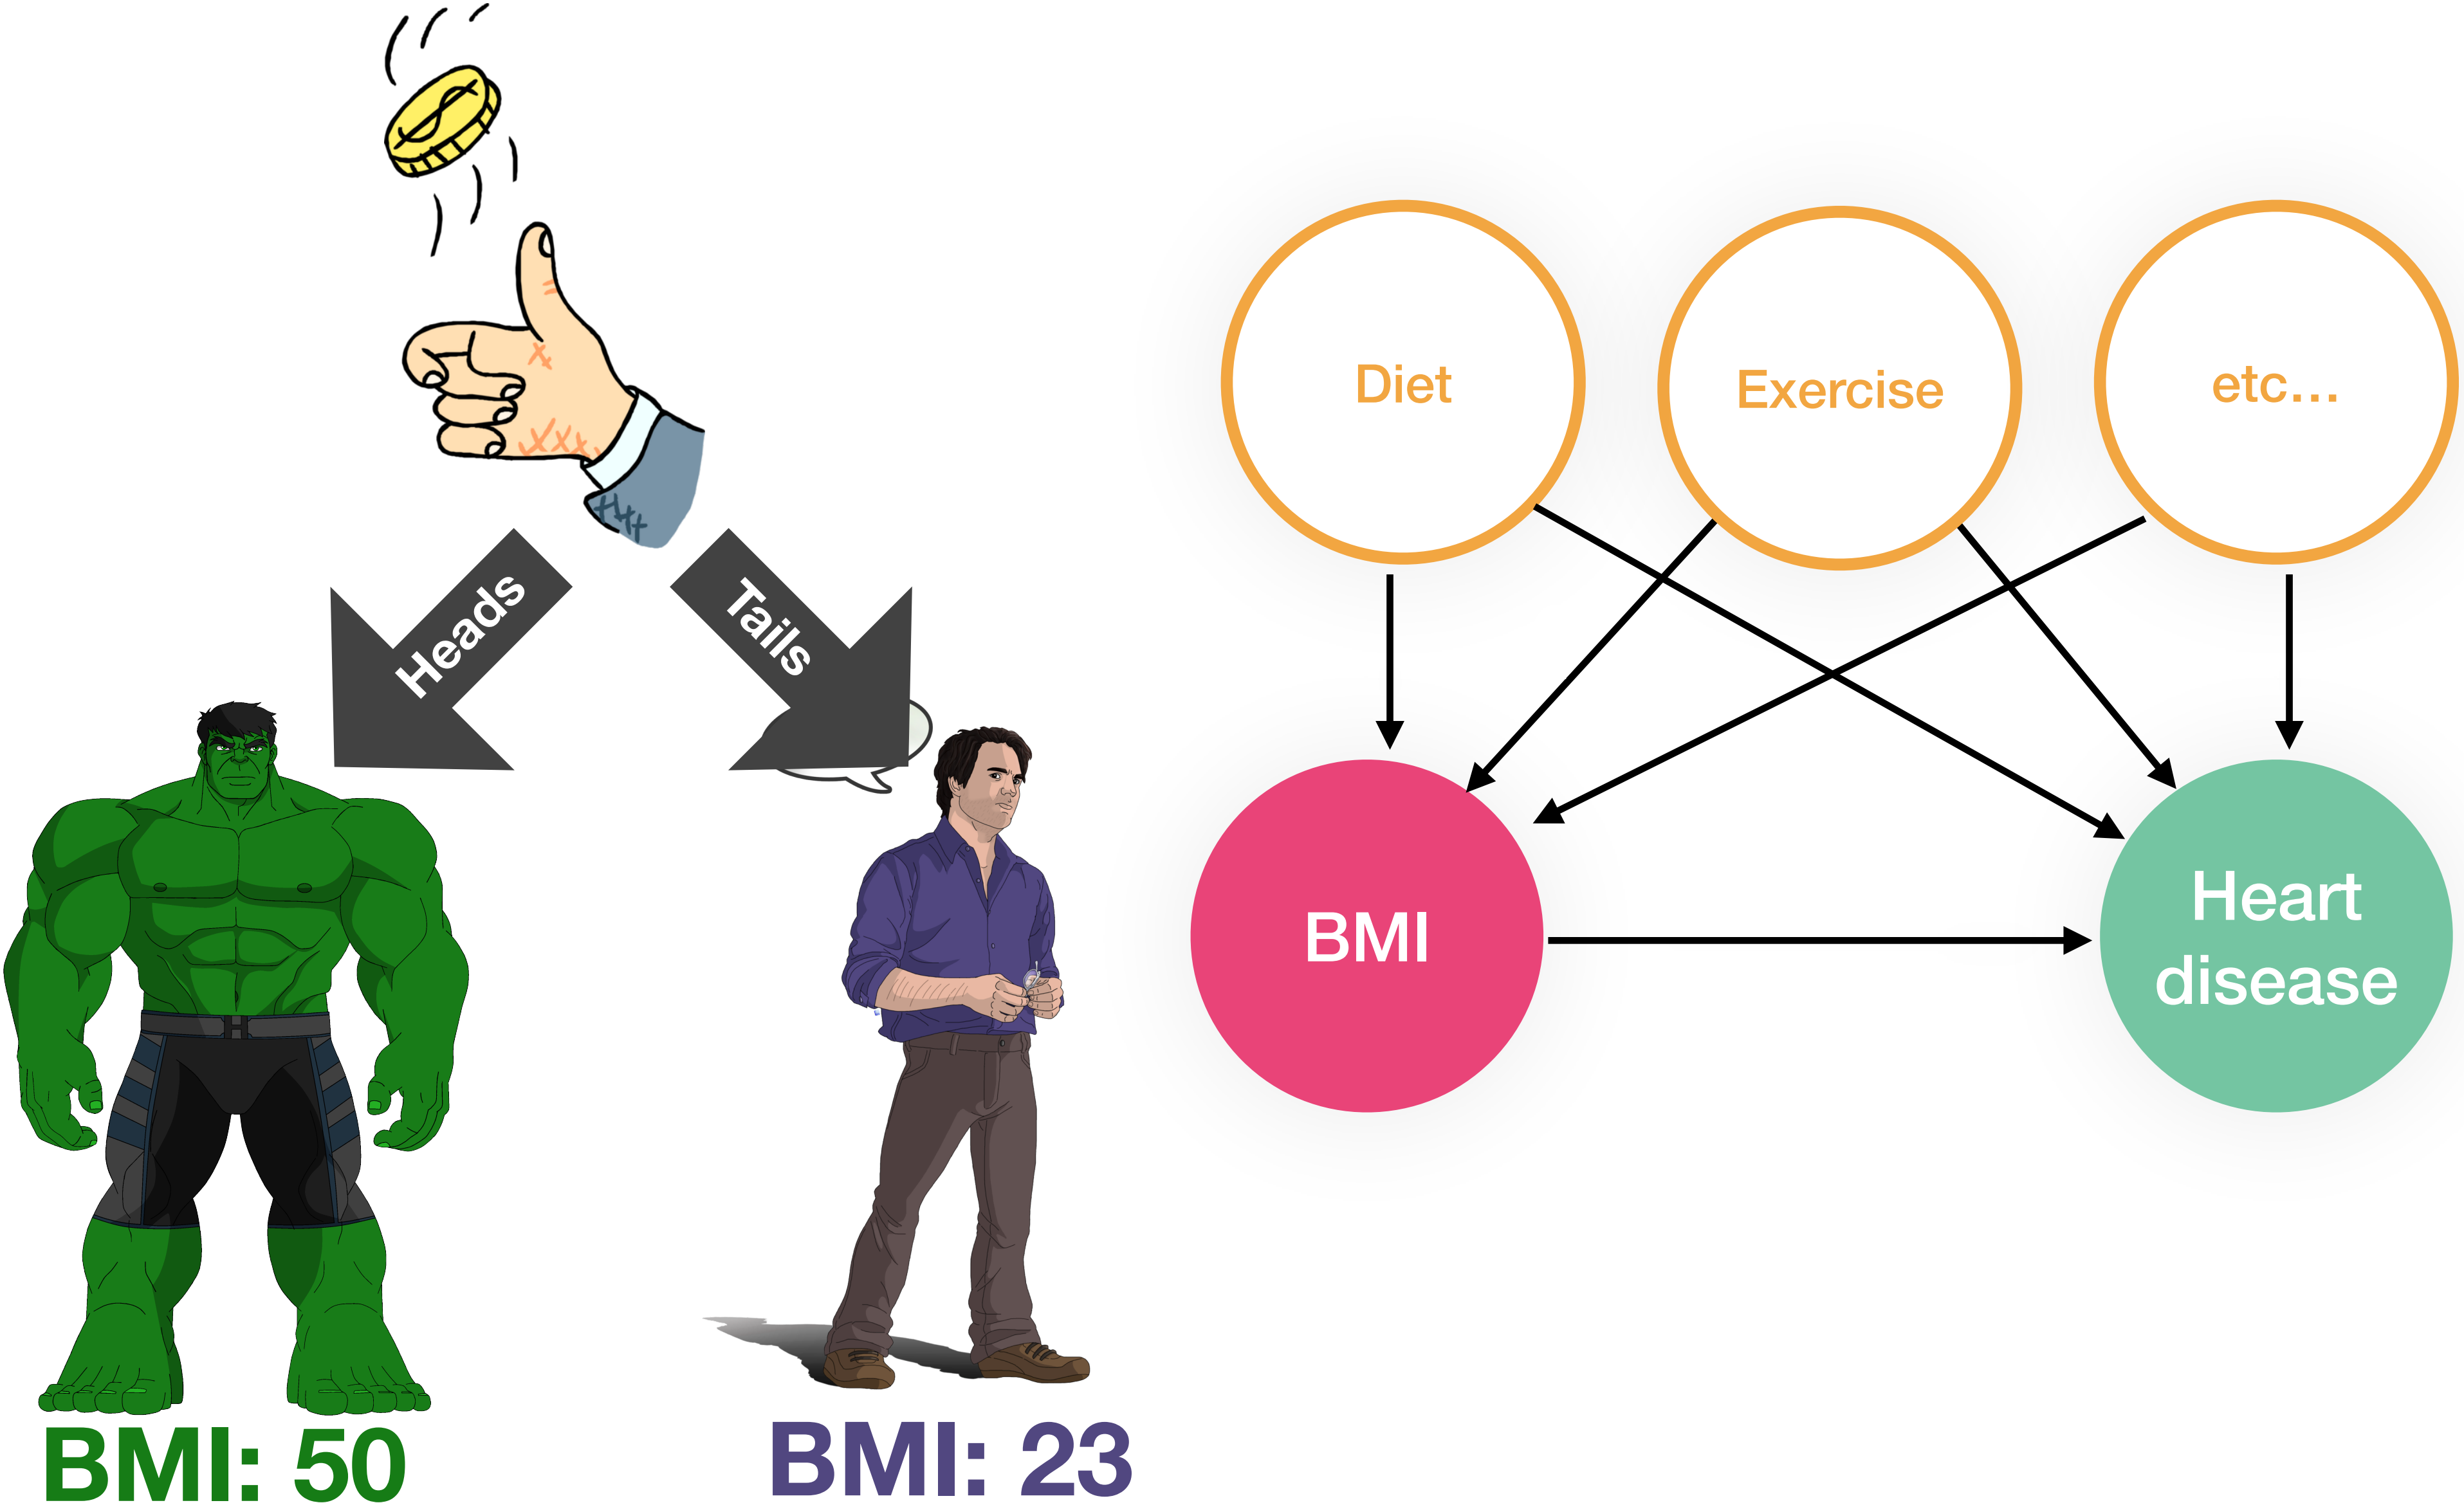 Heads
Tails
BMI: 50
BMI: 23
Diet
Exercise
etc...
BMI
Heart
disease